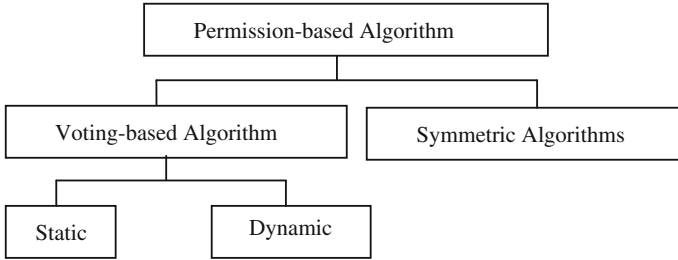 Permission-based Algorithm
Voting-based Algorithm
Symmetric Algorithms
Static
Dynamic